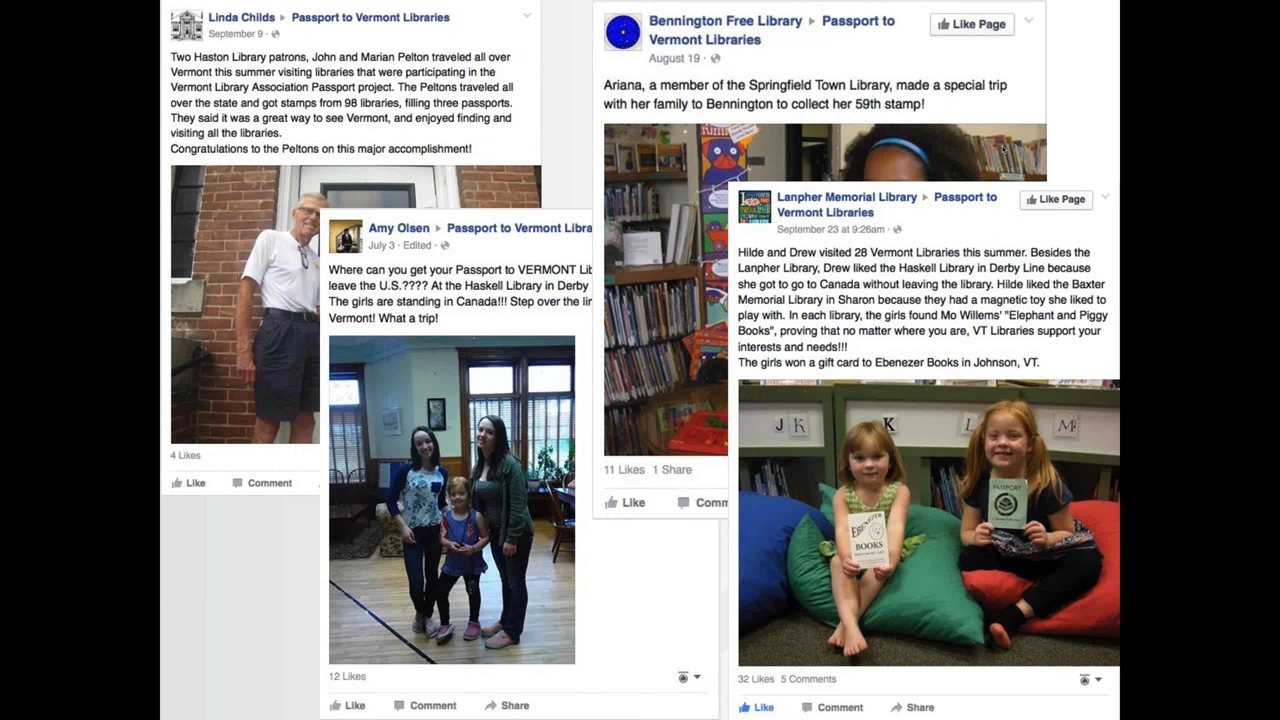 Linda Childs ▸ Passport to Vermont Libraries
September 9 ·
Two Haston Library patrons, John and Marian Pelton traveled all over
Vermont this summer visiting libraries that were participating in the
Vermont Library Association Passport project. The Peltons traveled all
over the state and got stamps from 98 libraries, filling three passports.
They said it was a great way to see Vermont, and enjoyed finding and
visiting all the libraries.
Congratulations to the Peltons on this major accomplishment!
4 Likes
Like Comment
Amy Olsen ▸ Passport to Vermont Libra
July 3 · Edited ·
Where can you get your Passport to VERMONT Lib
leave the U.S.???? At the Haskell Library in Derby
The girls are standing in Canada!!! Step over the lin
Vermont! What a trip!
12 Likes
Like Comment Share
Bennington Free Library ▸ Passport to
Vermont Libraries
Like Page
August 19 ·
Ariana, a member of the Springfield Town Library, made a special trip
with her family to Bennington to collect her 59th stamp!
11 Likes 1 Share
Like Comm
Lanpher Memorial Library ▸ Passport to
Vermont Libraries
Like Page
September 23 at 9:26am ·
Hilde and Drew visited 28 Vermont Libraries this summer. Besides the
Lanpher Library, Drew liked the Haskell Library in Derby Line because
she got to go to Canada without leaving the library. Hilde liked the Baxter
Memorial Library in Sharon because they had a magnetic toy she liked to
play with. In each library, the girls found Mo Willems' "Elephant and Piggy
Books", proving that no matter where you are, VT Libraries support your
interests and needs!!!
The girls won a gift card to Ebenezer Books in Johnson, VT.
J K K L M
EBENEZER
BOOKS
PASSPORT
32 Likes 5 Comments
Like Comment Share